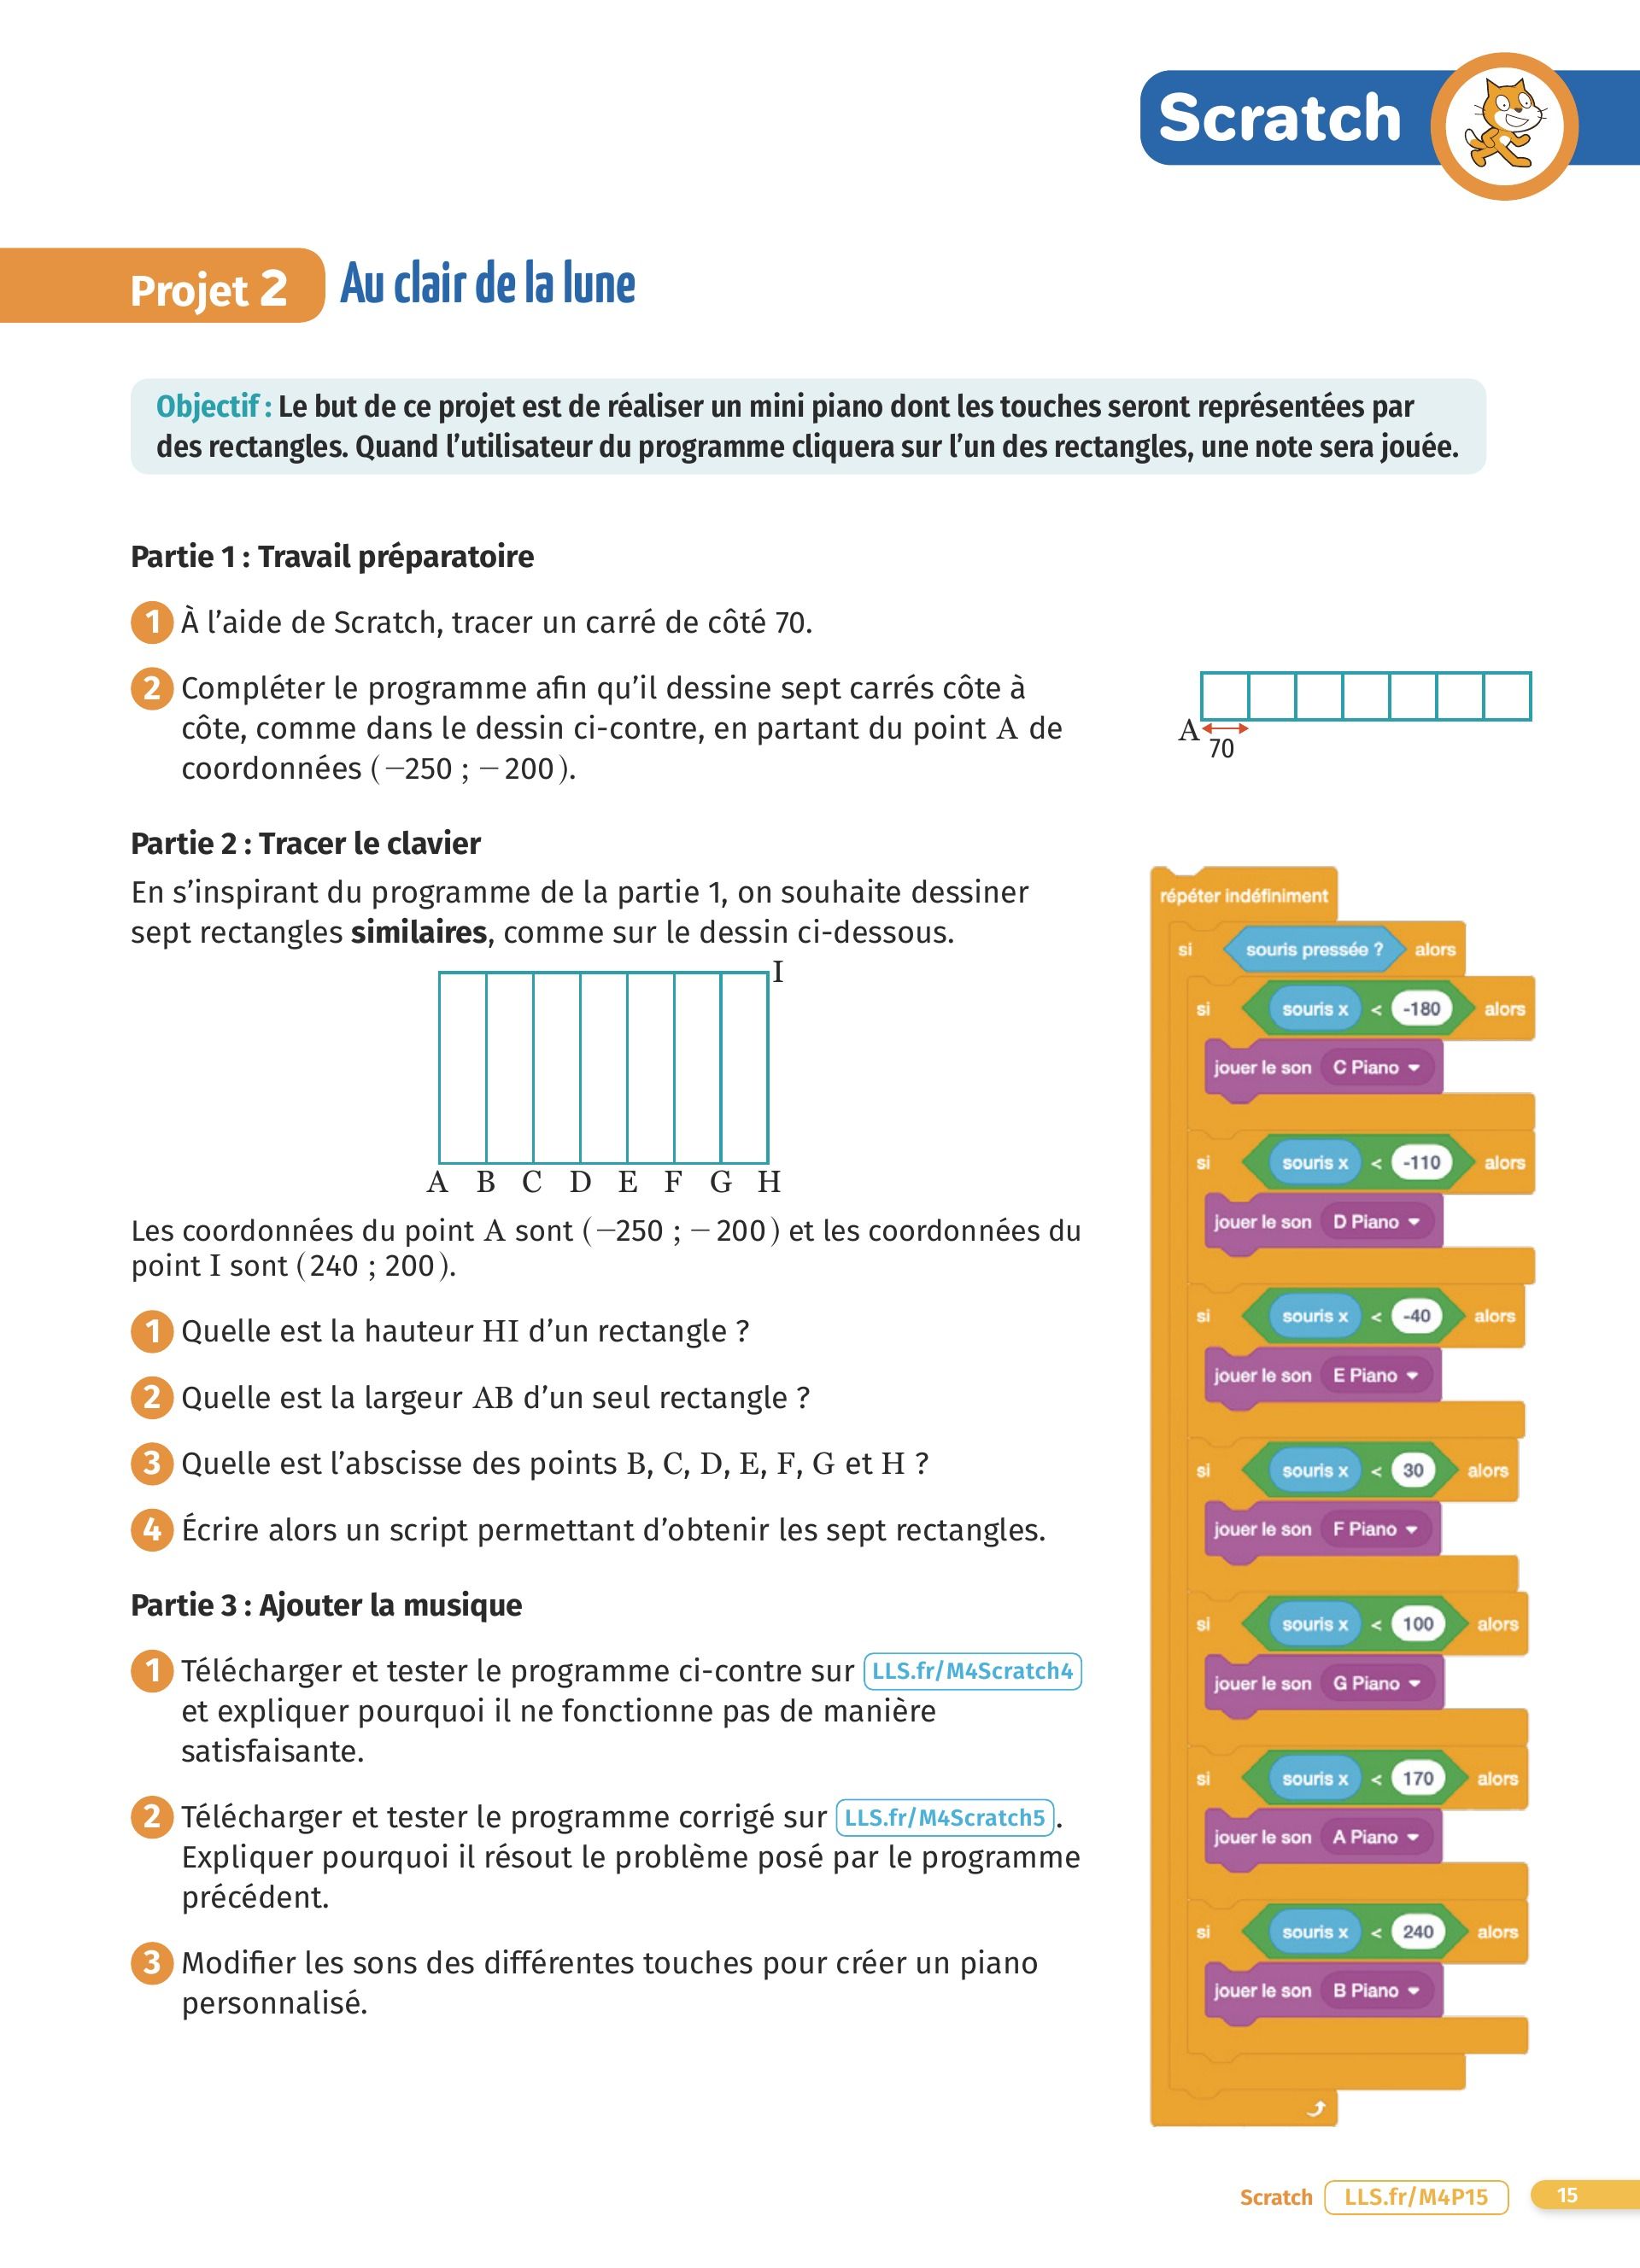 Scratch
Projet 2
Au clair de la lune
Objectif : Le but de ce projet est de réaliser un mini piano dont les touches seront représentées par
des rectangles. Quand l’utilisateur du programme cliquera sur l’un des rectangles, une note sera jouée.
Partie 1 : Travail préparatoire
1 À l’aide de Scratch, tracer un carré de côté 70.
2 Compléter le programme afin qu’il dessine sept carrés côte à
côte, comme dans le dessin ci-contre, en partant du point A de
coordonnées (−250 ; − 200).
A
70
Partie 2 : Tracer le clavier
En s’inspirant du programme de la partie 1, on souhaite dessiner
sept rectangles similaires, comme sur le dessin ci-dessous.
I
A B C D E F G H
Les coordonnées du point A sont (−250 ; − 200) et les coordonnées du
point I sont (240 ; 200).
1 Quelle est la hauteur HI d’un rectangle ?
2 Quelle est la largeur AB d’un seul rectangle ?
3 Quelle est l’abscisse des points B, C, D, E, F, G et H ?
4 Écrire alors un script permettant d’obtenir les sept rectangles.
Partie 3 : Ajouter la musique
1 Télécharger et tester le programme ci-contre sur LLS.fr/M4Scratch4
et expliquer pourquoi il ne fonctionne pas de manière
satisfaisante.
2 Télécharger et tester le programme corrigé sur LLS.fr/M4Scratch5.
Expliquer pourquoi il résout le problème posé par le programme
précédent.
3 Modifier les sons des différentes touches pour créer un piano
personnalisé.
répéter indéfiniment
si souris pressée ? alors
si souris x < -180 alors
jouer le son C Piano
si souris x < -110 alors
jouer le son D Piano
si souris x < -40 alors
jouer le son E Piano
si souris x < 30 alors
jouer le son F Piano
si souris x < 100 alors
jouer le son G Piano
si souris x < 170 alors
jouer le son A Piano
si souris x < 240 alors
jouer le son B Piano
Scratch LLS.fr/M4P15 15